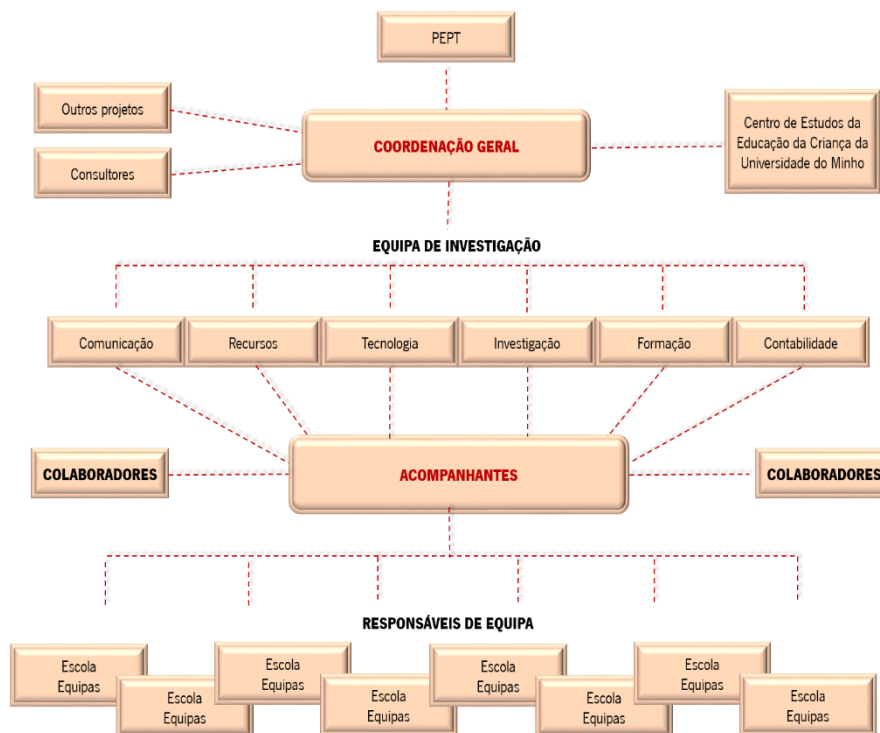 PEPT
Outros projetos
Consultores
COORDENAÇÃO GERAL
Centro de Estudos da
Educação da Criança da
Universidade do Minho
EQUIPA DE INVESTIGAÇÃO
Comunicação
Recursos
Tecnologia
Investigação
Formação
Contabilidade
COLABORADORES
ACOMPANHANTES
COLABORADORES
RESPONSÁVEIS DE EQUIPA
Escola
Equipas
Escola
Equipas
Escola
Equipas
Escola
Equipas
Escola
Equipas
Escola
Equipas
Escola
Equipas
Escola
Equipas